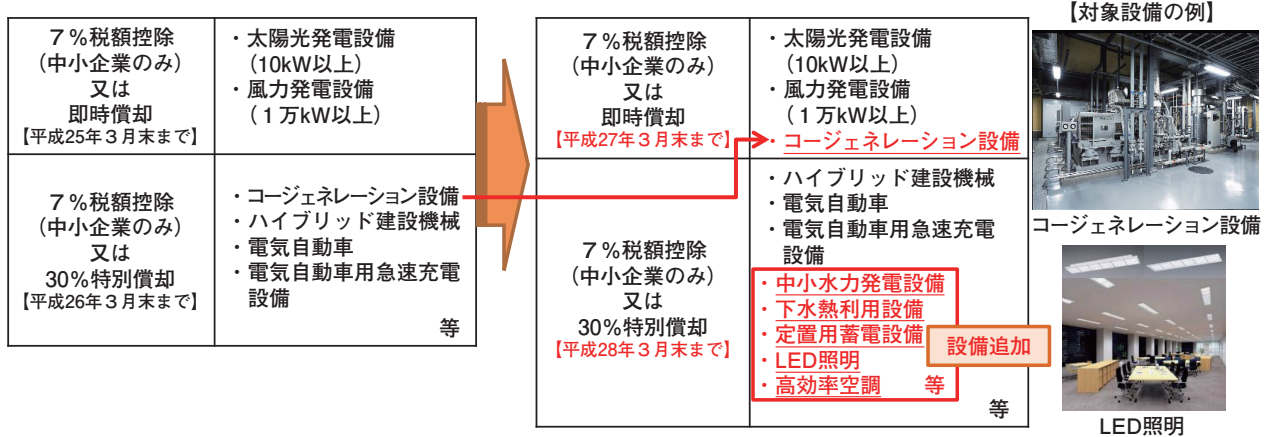 7%税額控除
(中小企業のみ)
又は
即時償却
【平成25年3月末まで】
・太陽光発電設備
(10kW以上)
・風力発電設備
(1万kW以上)
7%税額控除
(中小企業のみ)
又は
30%特別償却
【平成26年3月末まで】
・コージェネレーション設備
・ハイブリッド建設機械
・電気自動車
・電気自動車用急速充電
設備
等
7%税額控除
(中小企業のみ)
又は
即時償却
【平成27年3月末まで】
・太陽光発電設備
(10kW以上)
・風力発電設備
(1万kW以上)
・コージェネレーション設備
7%税額控除
(中小企業のみ)
又は
30%特別償却
【平成28年3月末まで】
・ハイブリッド建設機械
・電気自動車
・電気自動車用急速充電
設備
・中小水力発電設備
・下水熱利用設備
・定置用蓄電設備
・LED照明
・高効率空調 等
設備追加
等
【対象設備の例】
コージェネレーション設備
LED照明